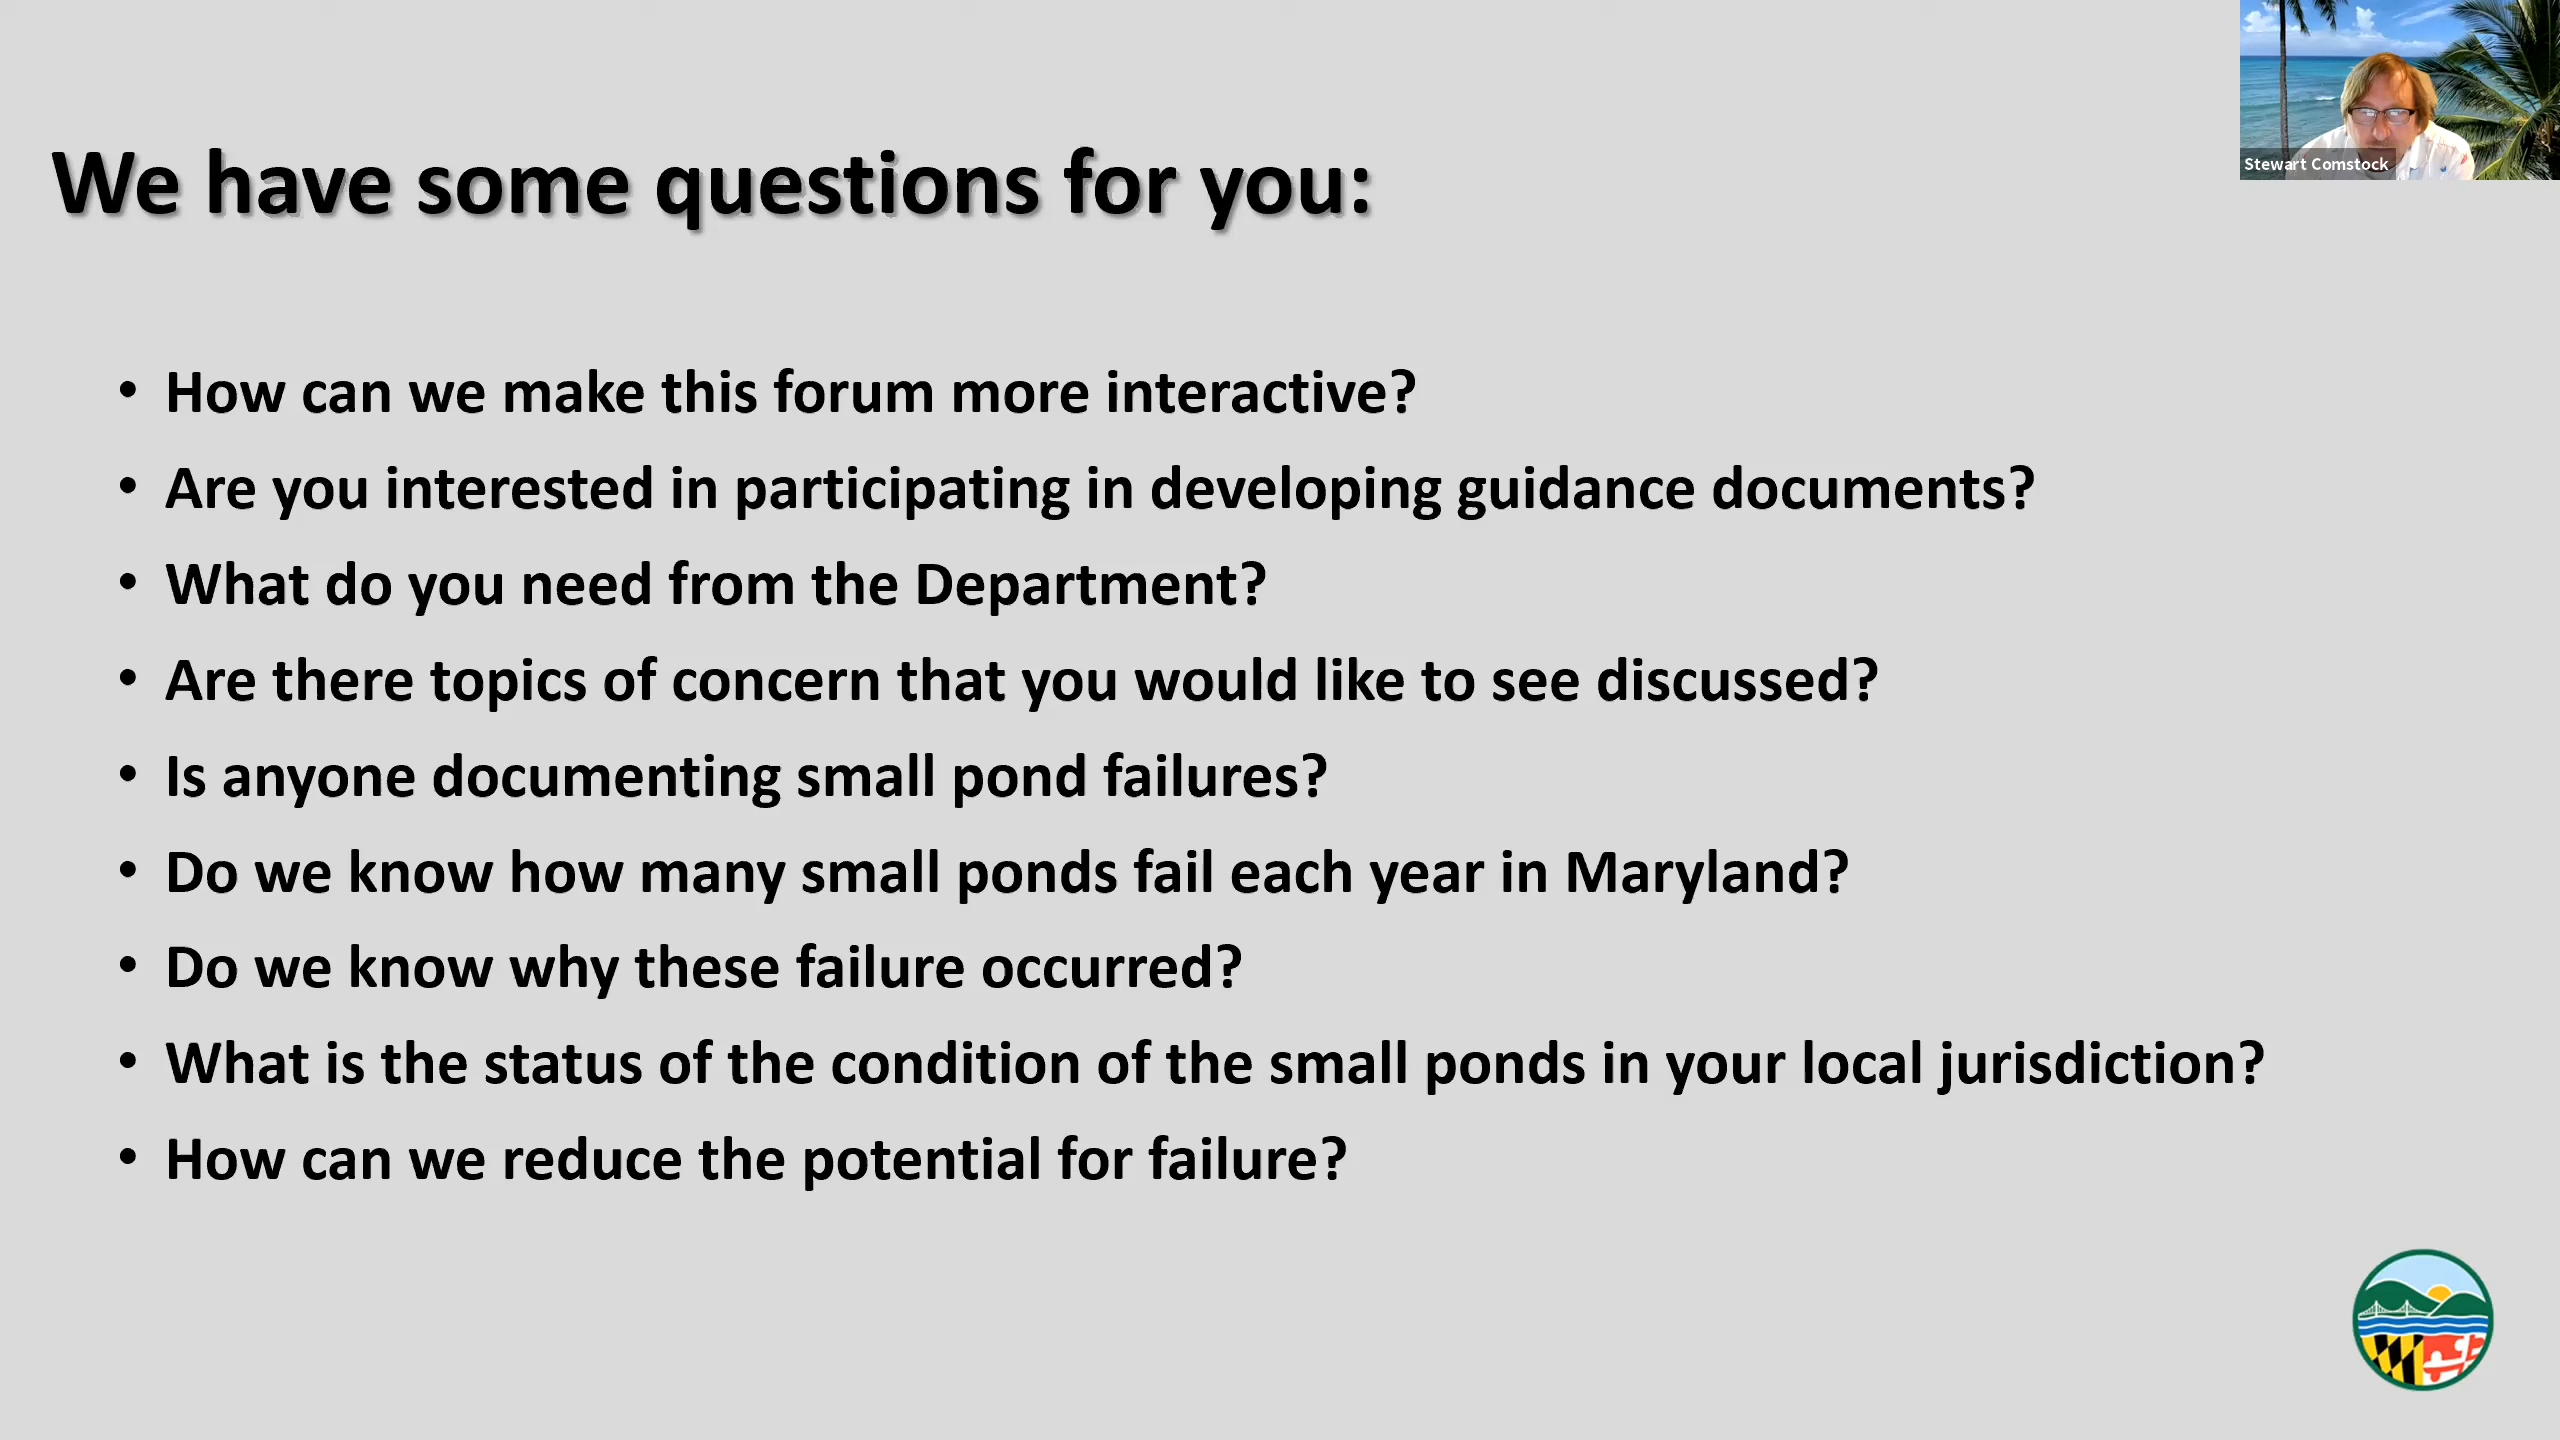 We have some questions for you:
Stewart Comstock
• How can we make this forum more interactive?
• Are you interested in participating in developing guidance documents?
• What do you need from the Department?
• Are there topics of concern that you would like to see discussed?
• Is anyone documenting small pond failures?
• Do we know how many small ponds fail each year in Maryland?
• Do we know why these failure occurred?
• What is the status of the condition of the small ponds in your local jurisdiction?
• How can we reduce the potential for failure?